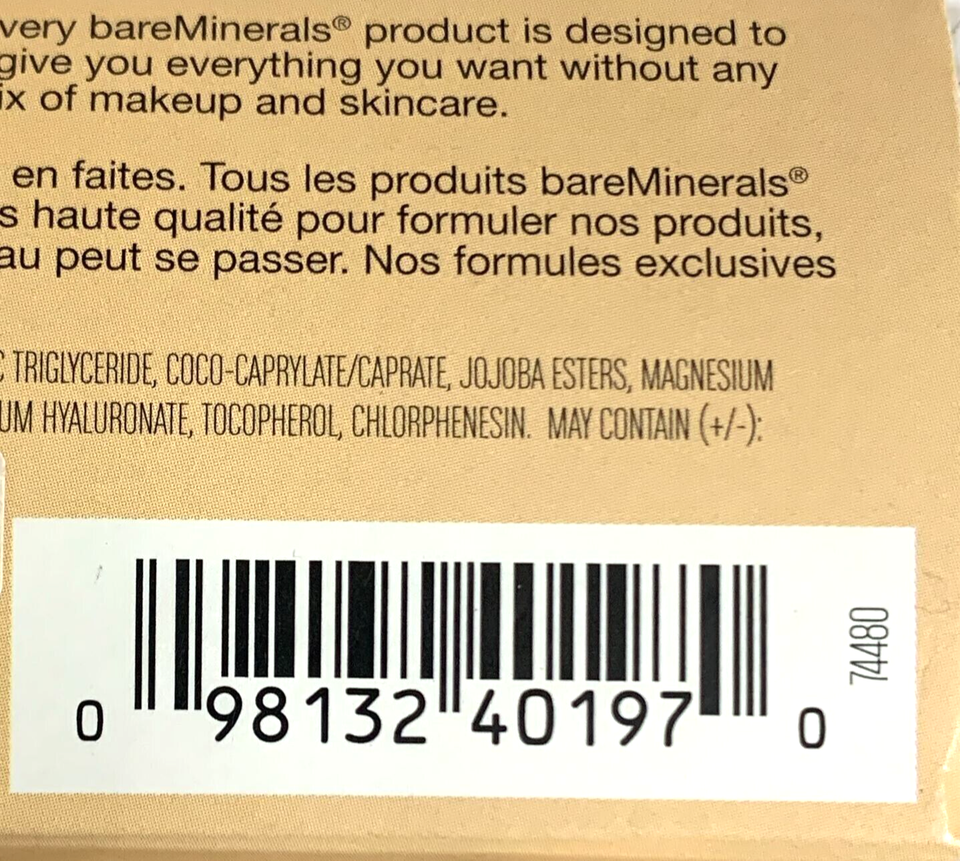 very bareMinerals® product is designed to
give you everything you want without any
ix of makeup and skincare.
en faites. Tous les produits bareMinerals®
s haute qualité pour formuler nos produits,
au peut se passer. Nos formules exclusives
C TRIGLYCERIDE, COCO-CAPRYLATE/CAPRATE, JOJOBA ESTERS, MAGNESIUM
UM HYALURONATE, TOCOPHEROL, CHLORPHENESIN. MAY CONTAIN (+/-):
0 98132 40197 0
74480